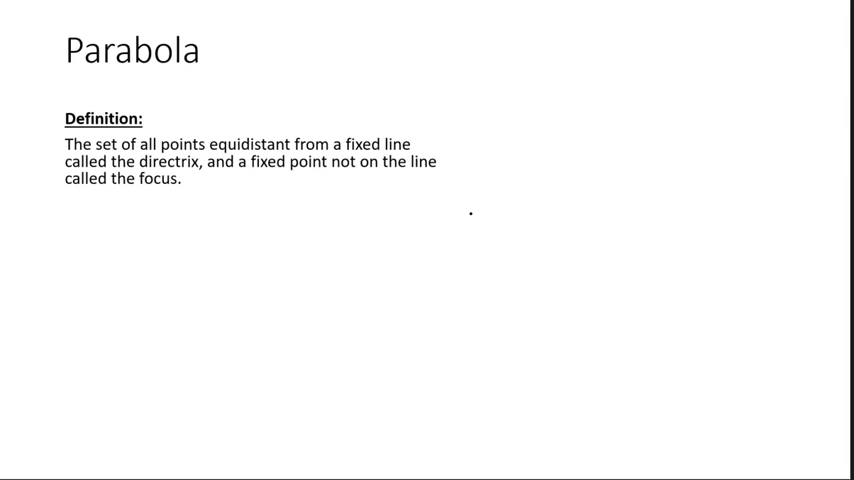 Parabola
Definition:
The set of all points equidistant from a fixed line
called the directrix, and a fixed point not on the line
called the focus.